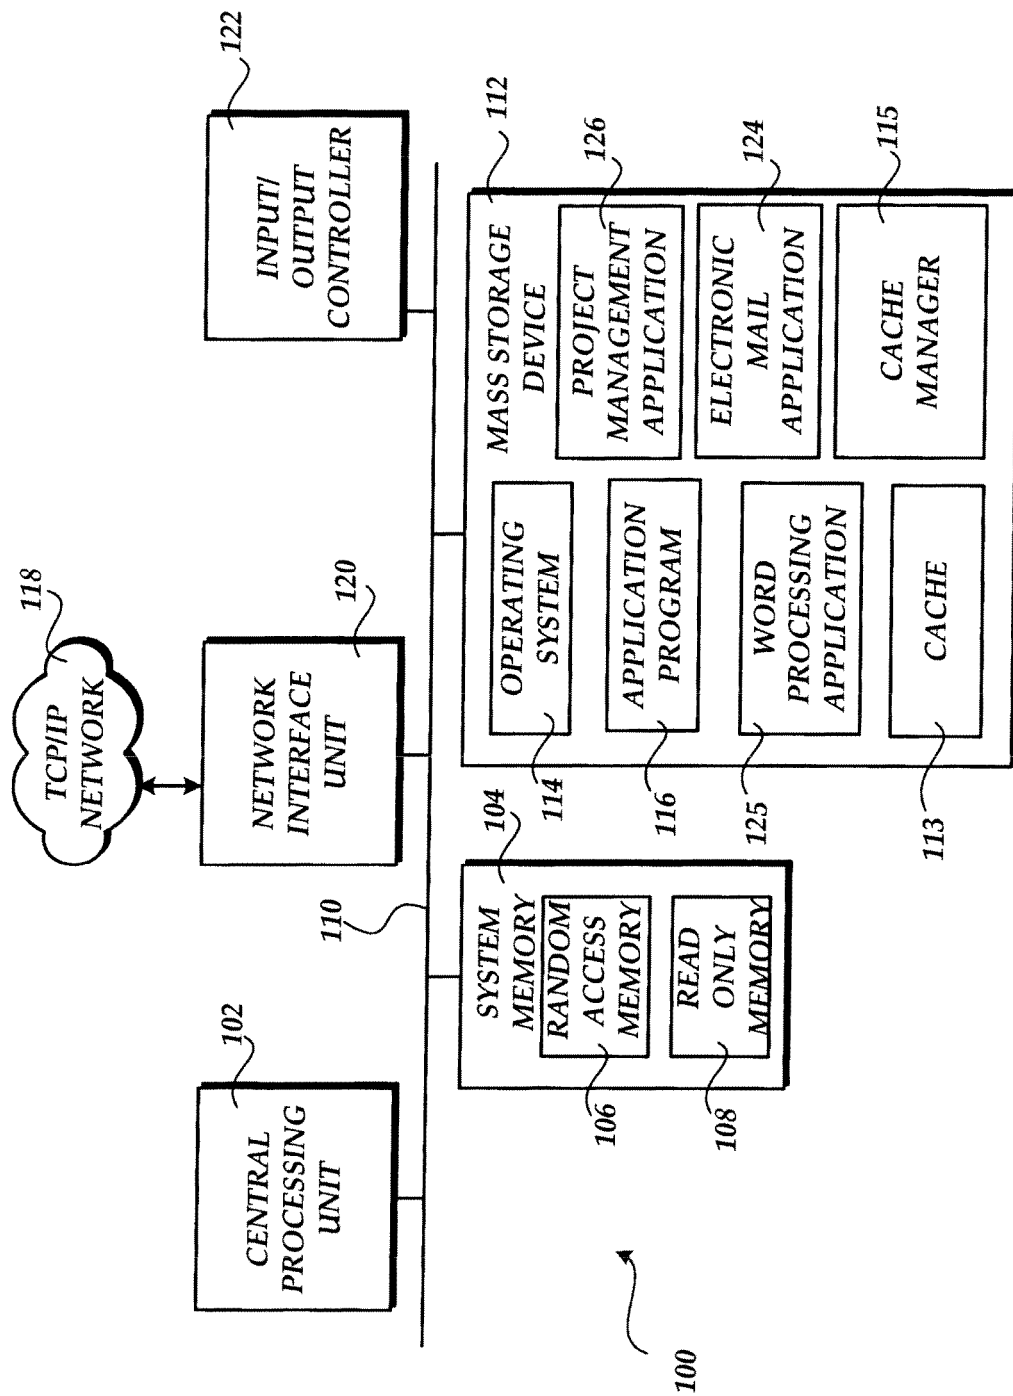 118
TCP/IP
NETWORK
102
CENTRAL
PROCESSING
UNIT
120
NETWORK
INTERFACE
UNIT
122
INPUT/
OUTPUT
CONTROLLER
110
104
SYSTEM
MEMORY
RANDOM
ACCESS
MEMORY
106
READ
ONLY
MEMORY
108
112
MASS STORAGE
DEVICE
OPERATING
SYSTEM
114
PROJECT
MANAGEMENT
APPLICATION
126
APPLICATION
PROGRAM
116
ELECTRONIC
MAIL
APPLICATION
124
WORD
PROCESSING
APPLICATION
125
CACHE
MANAGER
115
CACHE
113
100